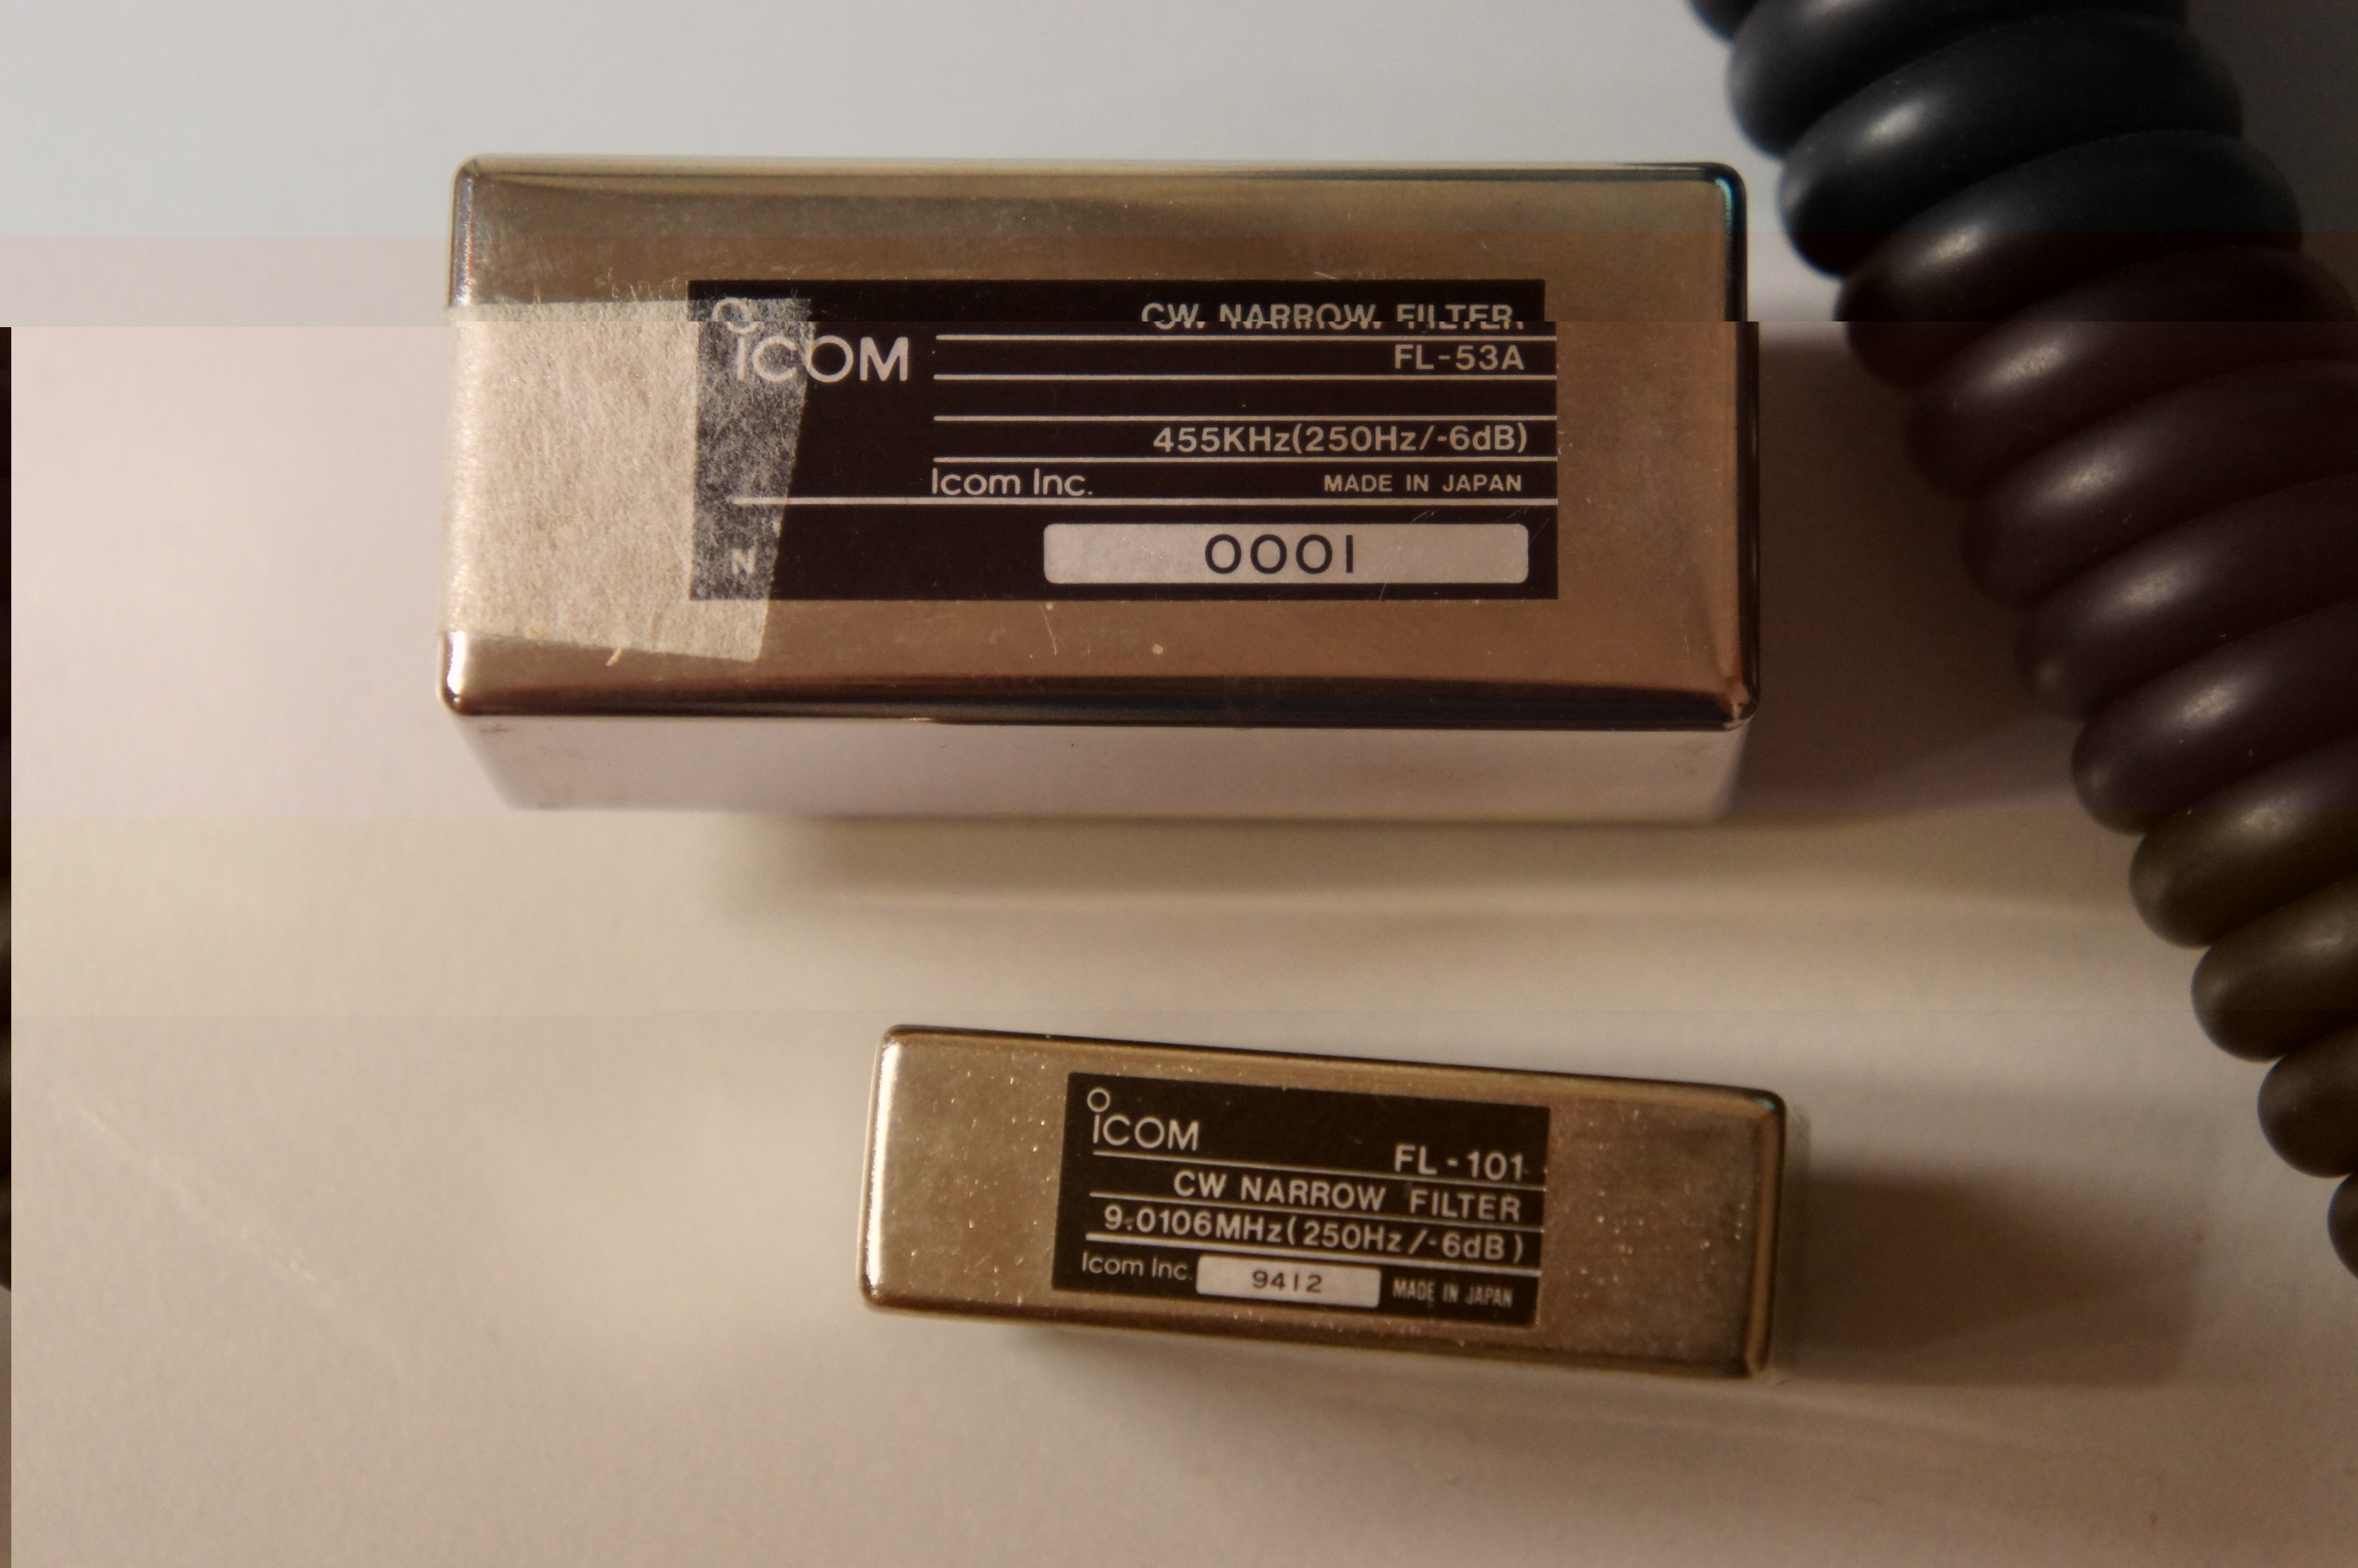 CW NARROW FILTER
ICOM FL-53A
455KHz(250Hz/-6dB)
Icom Inc. MADE IN JAPAN
N 0001
ICOM
FL-101
CW NARROW FILTER
9.0106MHz(250Hz/-6dB)
Icom Inc. 9412 MADE IN JAPAN